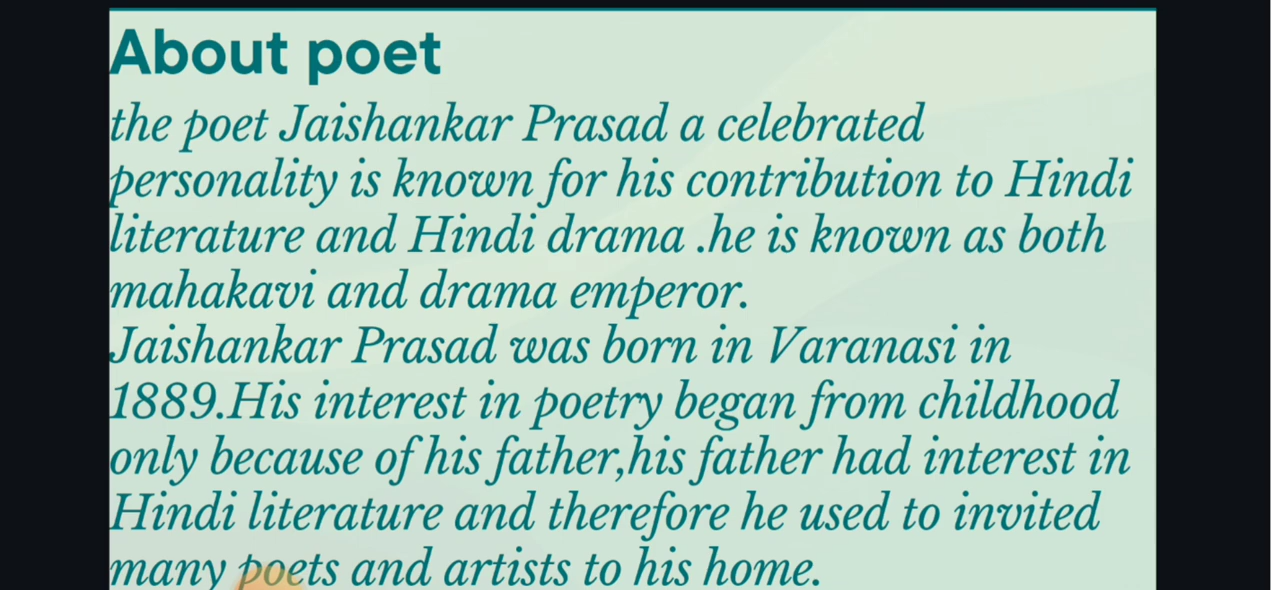 About poet
the poet Jaishankar Prasad a celebrated
personality is known for his contribution to Hindi
literature and Hindi drama .he is known as both
mahakavi and drama emperor.
Jaishankar Prasad was born in Varanasi in
1889.His interest in poetry began from childhood
only because of his father,his father had interest in
Hindi literature and therefore he used to invited
many poets and artists to his home.